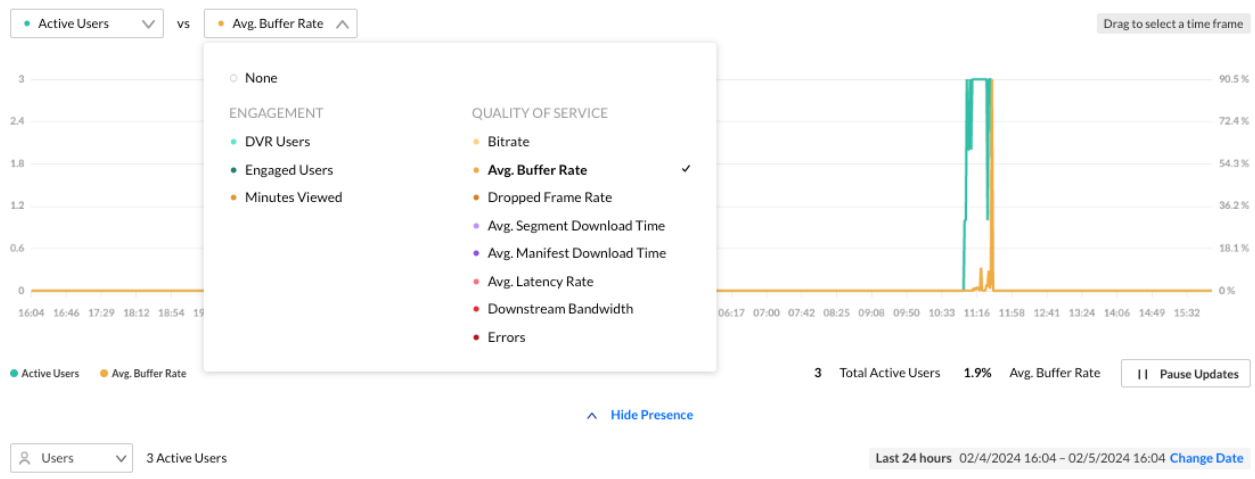 Active Users vs Avg. Buffer Rate Drag to select a time frame
None
ENGAGEMENT QUALITY OF SERVICE
DVR Users Bitrate
Engaged Users Avg. Buffer Rate
Minutes Viewed Dropped Frame Rate
Avg. Segment Download Time
Avg. Manifest Download Time
Avg. Latency Rate
Downstream Bandwidth
Errors
3 90.5 %
2.4 72.4 %
1.8 54.3 %
1.2 36.2 %
0.6 18.1 %
0 0 %
16:04 16:46 17:29 18:12 18:54 19 06:17 07:00 07:42 08:25 09:08 09:50 10:33 11:16 11:58 12:41 13:24 14:06 14:49 15:32
Active Users Avg. Buffer Rate 3 Total Active Users 1.9% Avg. Buffer Rate Pause Updates
Hide Presence
Users 3 Active Users Last 24 hours 02/4/2024 16:04 – 02/5/2024 16:04 Change Date